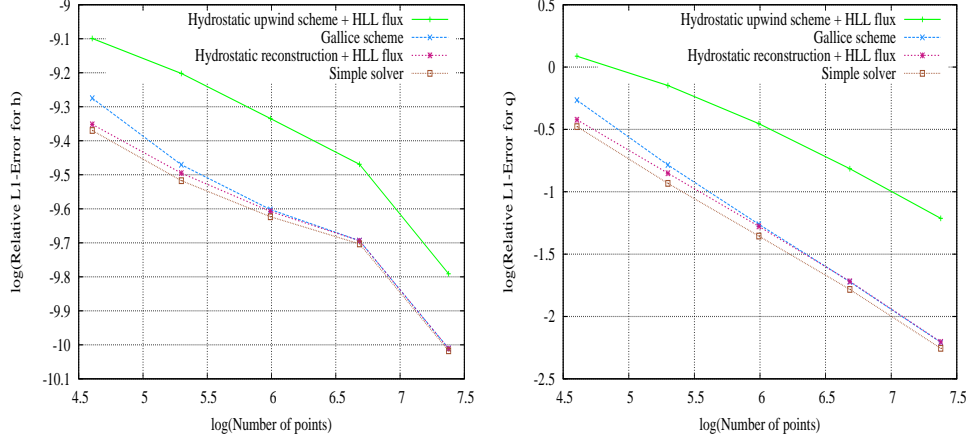 Hydrostatic upwind scheme + HLL flux
Gallice scheme
Hydrostatic reconstruction + HLL flux
Simple solver
log(Relative L1-Error for h)
-9
-9.1
-9.2
-9.3
-9.4
-9.5
-9.6
-9.7
-9.8
-9.9
-10
-10.1
4.5
5
5.5
6
6.5
7
7.5
log(Number of points)
Hydrostatic upwind scheme + HLL flux
Gallice scheme
Hydrostatic reconstruction + HLL flux
Simple solver
log(Relative L1-Error for q)
0.5
0
-0.5
-1
-1.5
-2
-2.5
4.5
5
5.5
6
6.5
7
7.5
log(Number of points)